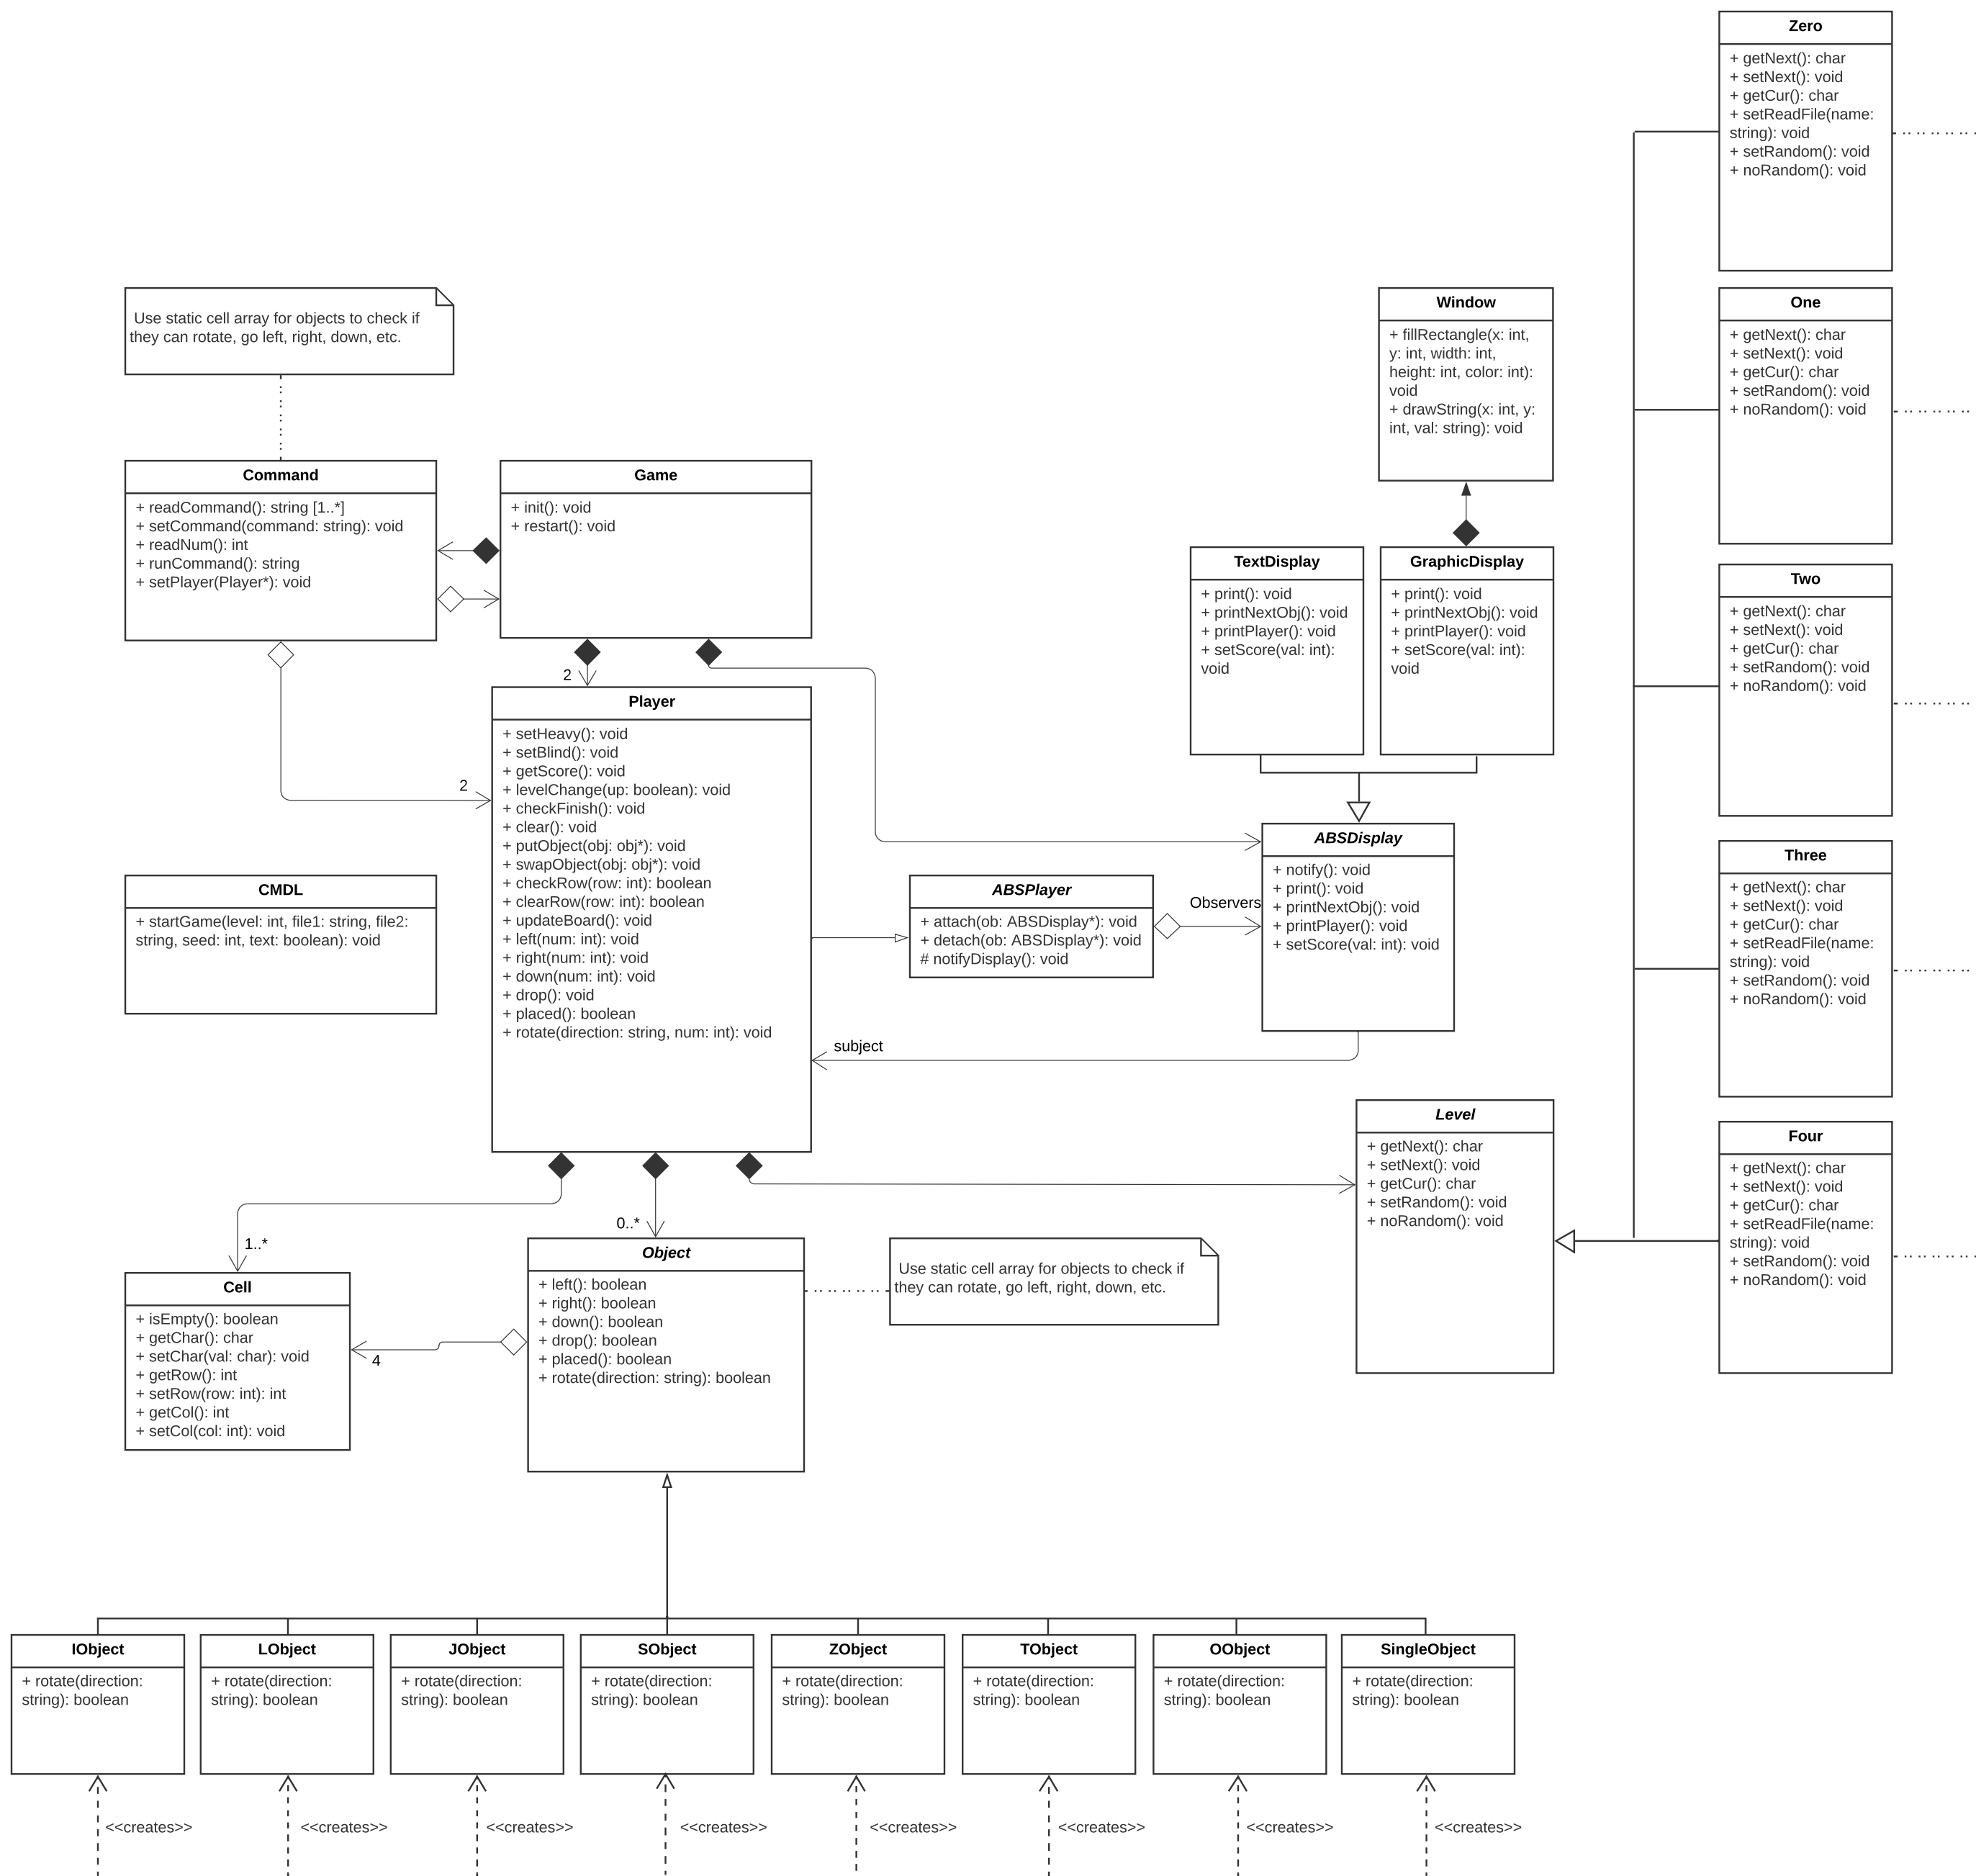 Zero
+ getNext(): char
+ setNext(): void
+ getCur(): char
+ setReadFile(name:
string): void
+ setRandom(): void
+ noRandom(): void
Use static cell array for objects to check if
they can rotate, go left, right, down, etc.
Window
+ fillRectangle(x: int,
y: int, width: int,
height: int, color: int):
void
+ drawString(x: int, y:
int, val: string): void
One
+ getNext(): char
+ setNext(): void
+ getCur(): char
+ setRandom(): void
+ noRandom(): void
Command
+ readCommand(): string [1..*]
+ setCommand(command: string): void
+ readNum(): int
+ runCommand(): string
+ setPlayer(Player*): void
Game
+ init(): void
+ restart(): void
TextDisplay
+ print(): void
+ printNextObj(): void
+ printPlayer(): void
+ setScore(val: int):
void
GraphicDisplay
+ print(): void
+ printNextObj(): void
+ printPlayer(): void
+ setScore(val: int):
void
Two
+ getNext(): char
+ setNext(): void
+ getCur(): char
+ setRandom(): void
+ noRandom(): void
2
2
Player
+ setHeavy(): void
+ setBlind(): void
+ getScore(): void
+ levelChange(up: boolean): void
+ checkFinish(): void
+ clear(): void
+ putObject(obj: obj*): void
+ swapObject(obj: obj*): void
+ checkRow(row: int): boolean
+ clearRow(row: int): boolean
+ updateBoard(): void
+ left(num: int): void
+ right(num: int): void
+ down(num: int): void
+ drop(): void
+ placed(): boolean
+ rotate(direction: string, num: int): void
CMDL
+ startGame(level: int, file1: string, file2:
string, seed: int, text: boolean): void
ABSPlayer
+ attach(ob: ABSDisplay*): void
+ detach(ob: ABSDisplay*): void
# notifyDisplay(): void
Observers
ABSDisplay
+ notify(): void
+ print(): void
+ printNextObj(): void
+ printPlayer(): void
+ setScore(val: int): void
subject
Three
+ getNext(): char
+ setNext(): void
+ getCur(): char
+ setReadFile(name:
string): void
+ setRandom(): void
+ noRandom(): void
Level
+ getNext(): char
+ setNext(): void
+ getCur(): char
+ setRandom(): void
+ noRandom(): void
Four
+ getNext(): char
+ setNext(): void
+ getCur(): char
+ setReadFile(name:
string): void
+ setRandom(): void
+ noRandom(): void
1..*
0..*
Cell
+ isEmpty(): boolean
+ getChar(): char
+ setChar(val: char): void
+ getRow(): int
+ setRow(row: int): int
+ getCol(): int
+ setCol(col: int): void
4
Object
+ left(): boolean
+ right(): boolean
+ down(): boolean
+ drop(): boolean
+ placed(): boolean
+ rotate(direction: string): boolean
Use static cell array for objects to check if
they can rotate, go left, right, down, etc.
IObject
+ rotate(direction:
string): boolean
LObject
+ rotate(direction:
string): boolean
JObject
+ rotate(direction:
string): boolean
SObject
+ rotate(direction:
string): boolean
ZObject
+ rotate(direction:
string): boolean
TObject
+ rotate(direction:
string): boolean
OObject
+ rotate(direction:
string): boolean
SingleObject
+ rotate(direction:
string): boolean
<<creates>>
<<creates>>
<<creates>>
<<creates>>
<<creates>>
<<creates>>
<<creates>>
<<creates>>